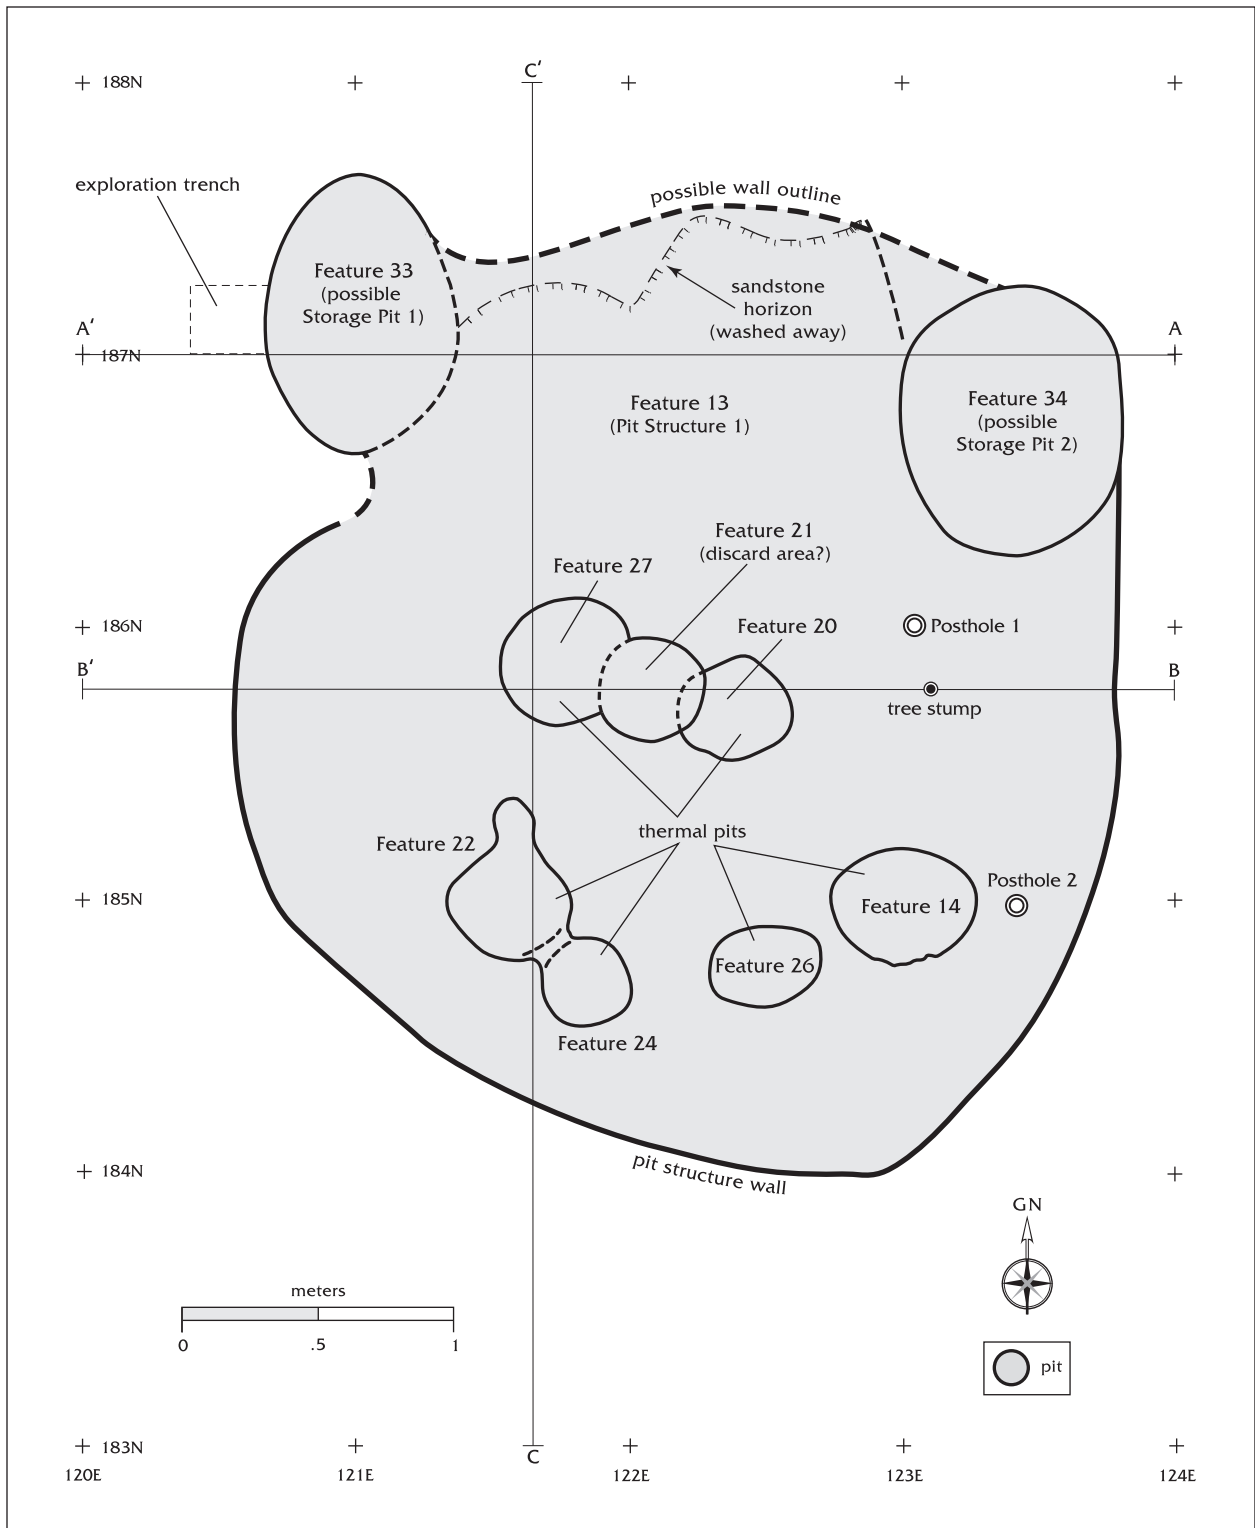 C'
188N
exploration trench
possible wall outline
Feature 33
(possible
Storage Pit 1)
sandstone
horizon
(washed away)
A'
A
187N
Feature 13
(Pit Structure 1)
Feature 34
(possible
Storage Pit 2)
Feature 21
(discard area?)
Feature 27
186N
Feature 20
Posthole 1
B'
B
tree stump
thermal pits
Feature 22
Posthole 2
185N
Feature 14
Feature 26
Feature 24
184N
pit structure wall
GN
meters
0 .5 1
pit
183N
C
120E 121E 122E 123E 124E